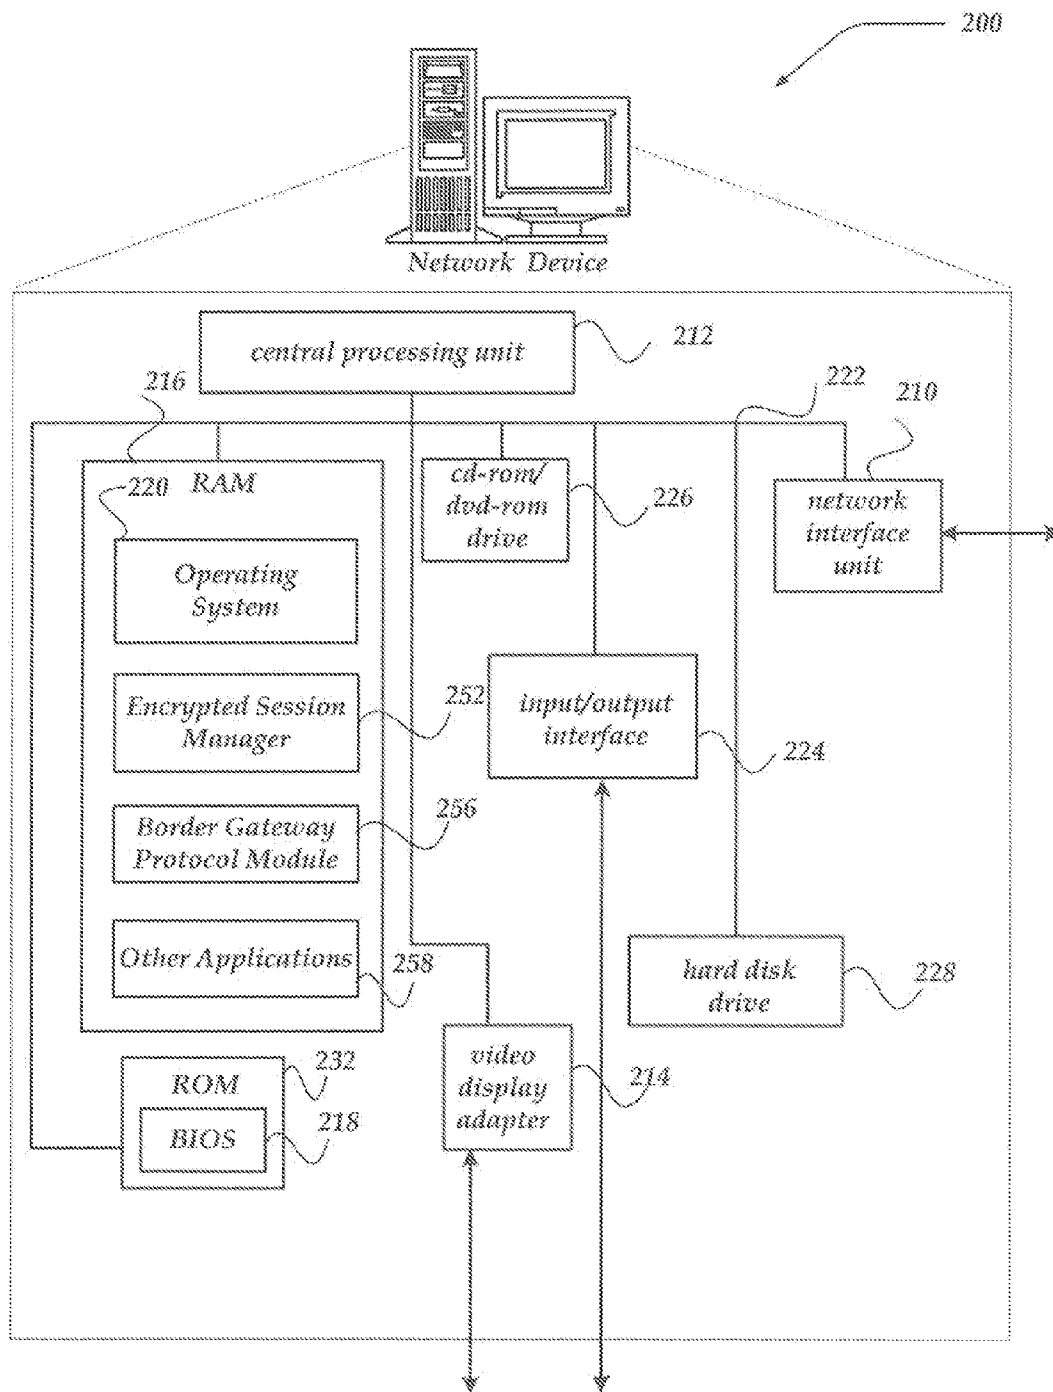 200
Network Device
central processing unit
212
216
222
210
220
RAM
cd-rom/
dvd-rom
drive
226
network
interface
unit
Operating
System
Encrypted Session
Manager
252
input/output
interface
224
Border Gateway
Protocol Module
256
Other Applications
258
hard disk
drive
228
video
display
adapter
214
ROM
232
BIOS
218